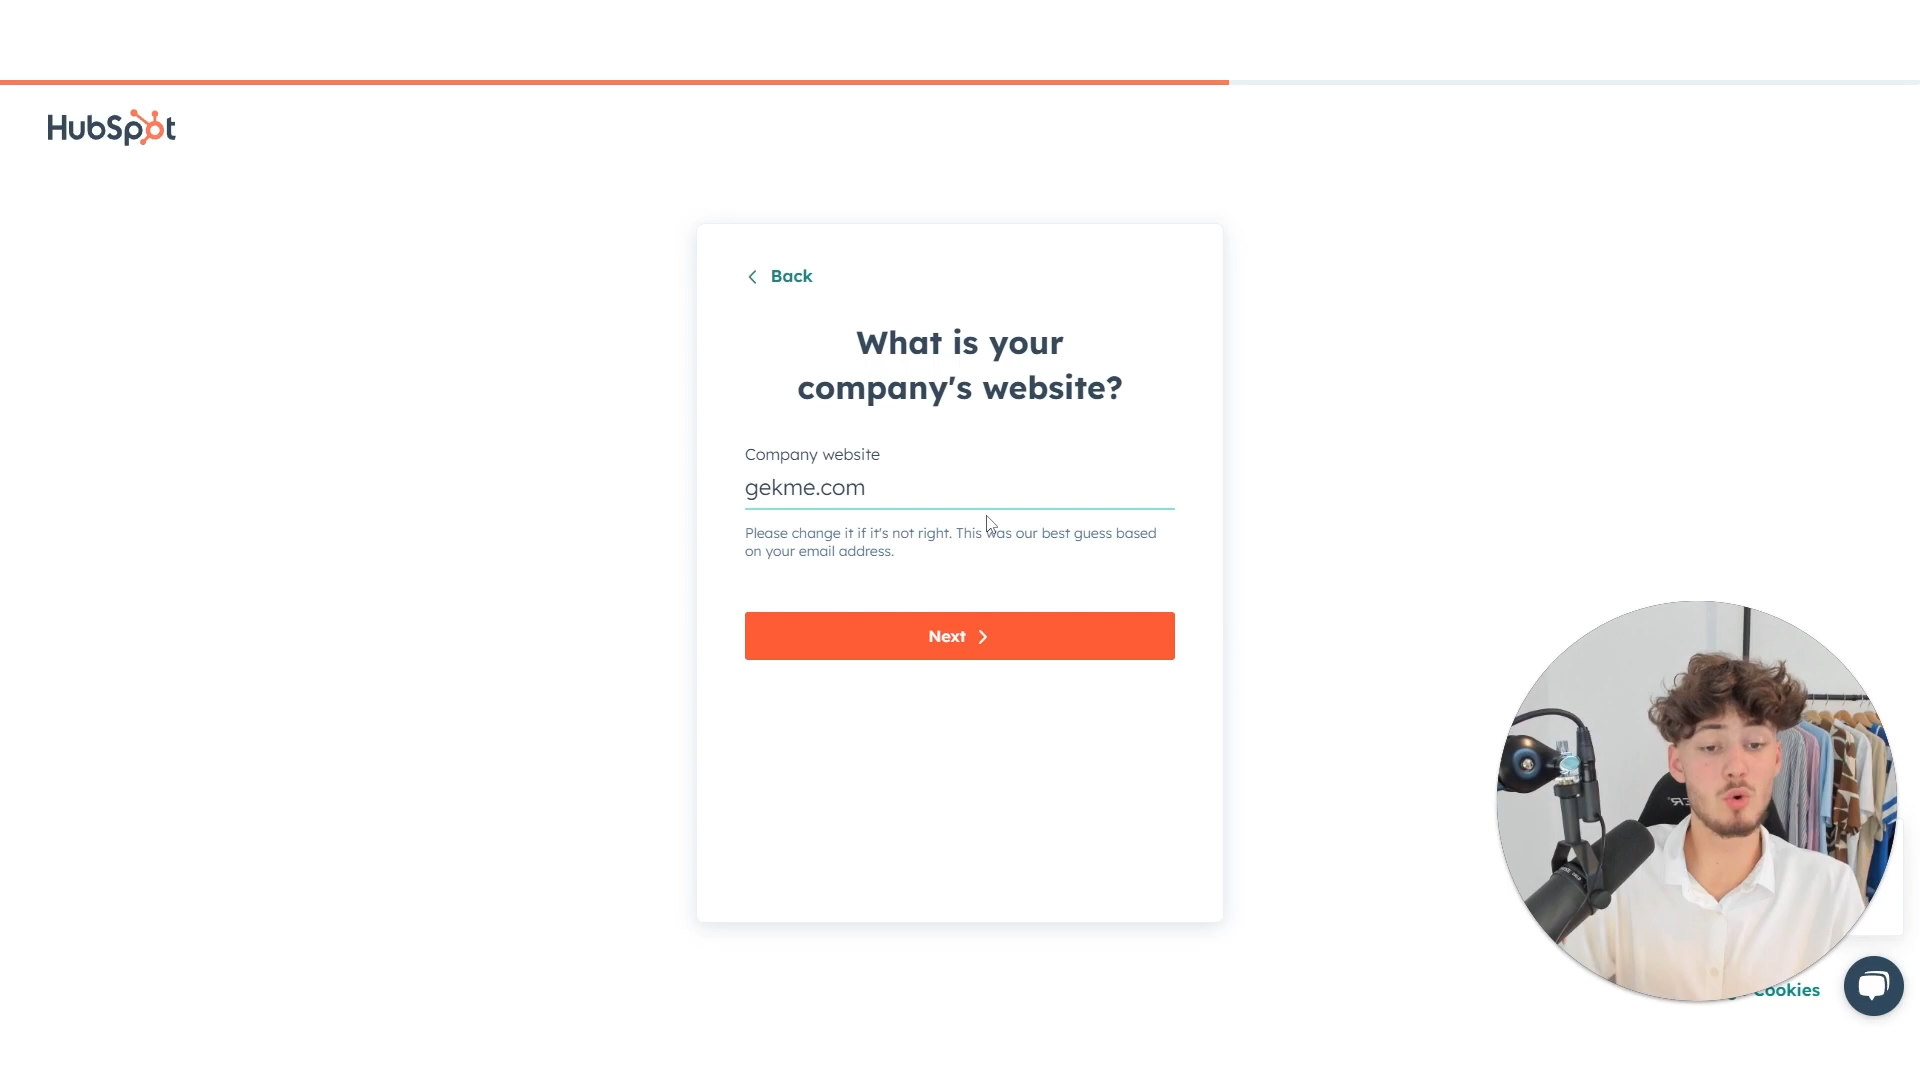 HubSpot
Back
What is your
company's website?
Company website
gekme.com
Please change it if it's not right. This was our best guess based
on your email address.
Next
Cookies